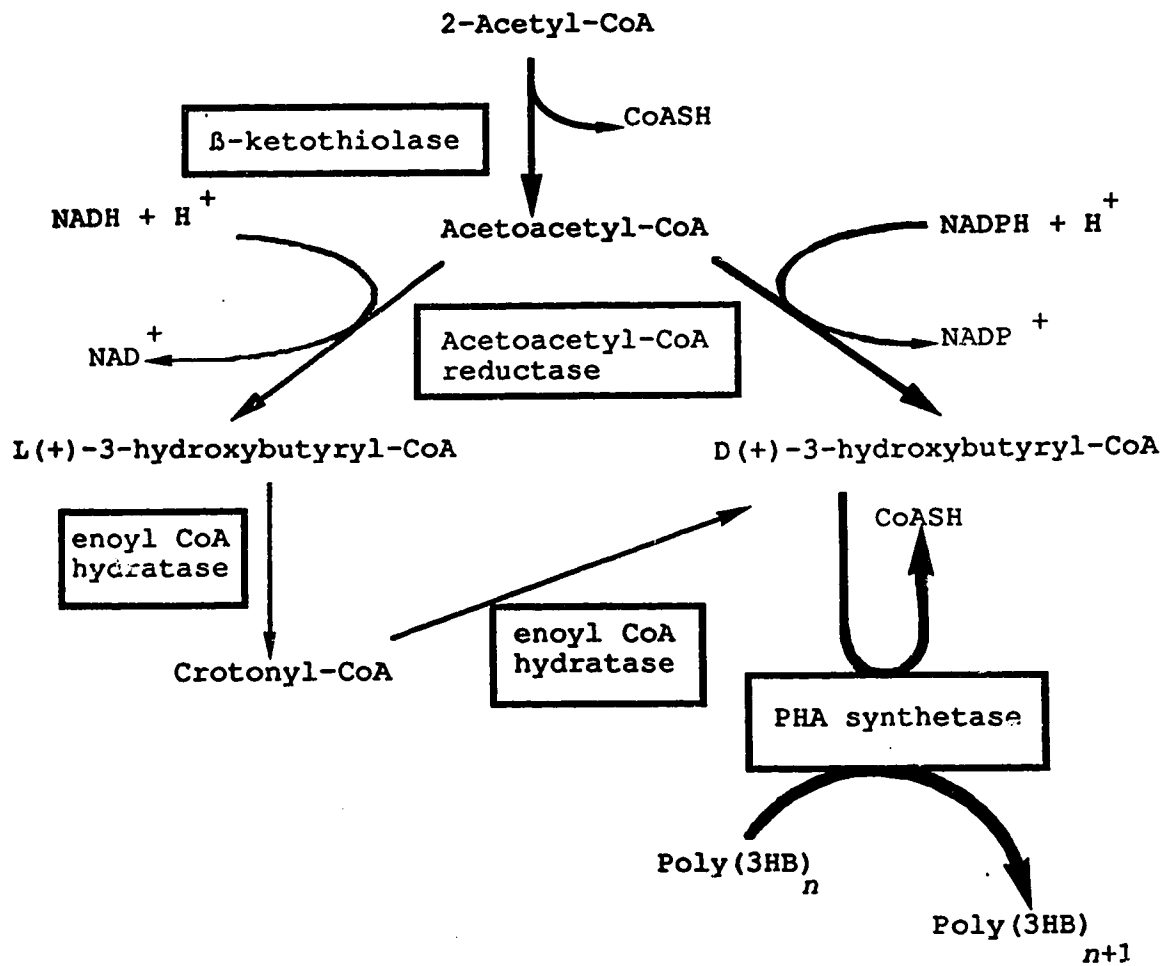 2-Acetyl-CoA
CoASH
ß-ketothiolase
NADH + H+
Acetoacetyl-CoA
NADPH + H+
Acetoacetyl-CoA
reductase
NAD+
NADP +
L(+)-3-hydroxybutyryl-CoA
D(+)-3-hydroxybutyryl-CoA
enoyl CoA
hydratase
CoASH
Crotonyl-CoA
enoyl CoA
hydratase
PHA synthetase
Poly(3HB)n
Poly(3HB)n+1